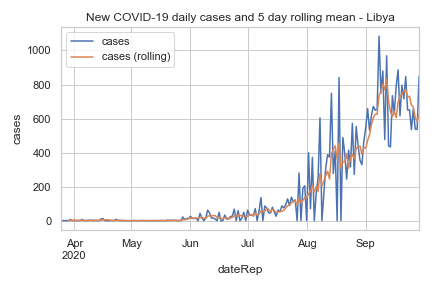 New COVID-19 daily cases and 5 day rolling mean - Libya
cases
cases (rolling)
1000
800
600
400
200
0
cases
Apr
2020
May
Jun
Jul
Aug
Sep
dateRep